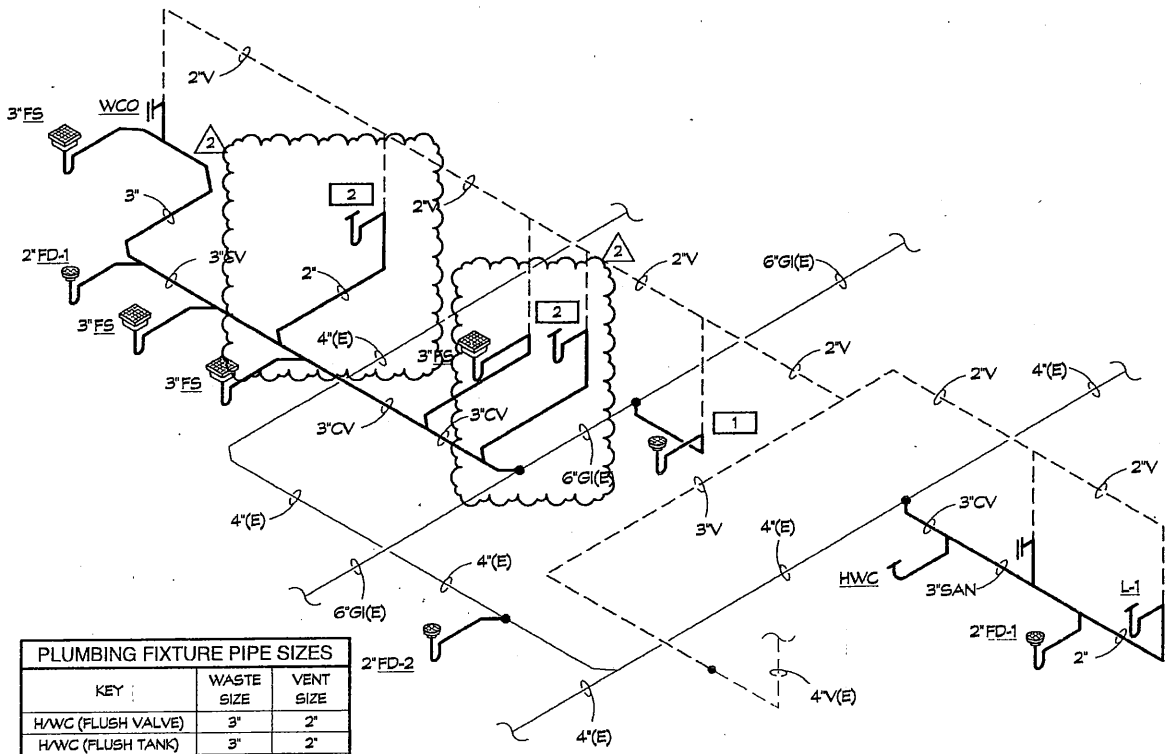 2"V
WCO
3"FS
2
2
2"V
3"
2
2"V
6"GI(E)
2"FD-1
3"EV
2"
3"FS
4"(E)
3"FS
2
2"V
4"(E)
3"FS
2"V
3"CV
3"CV
1
6"GI(E)
2"V
4"(E)
3"V
4"(E)
3"CV
4"(E)
HWC
3"SAN
L-1
6"GI(E)
2"FD-1
2"
2"FD-2
4"V(E)
4"(E)
PLUMBING FIXTURE PIPE SIZES
KEY
WASTE SIZE
VENT SIZE
H/WC (FLUSH VALVE) 3" 2"
H/WC (FLUSH TANK) 3" 2"